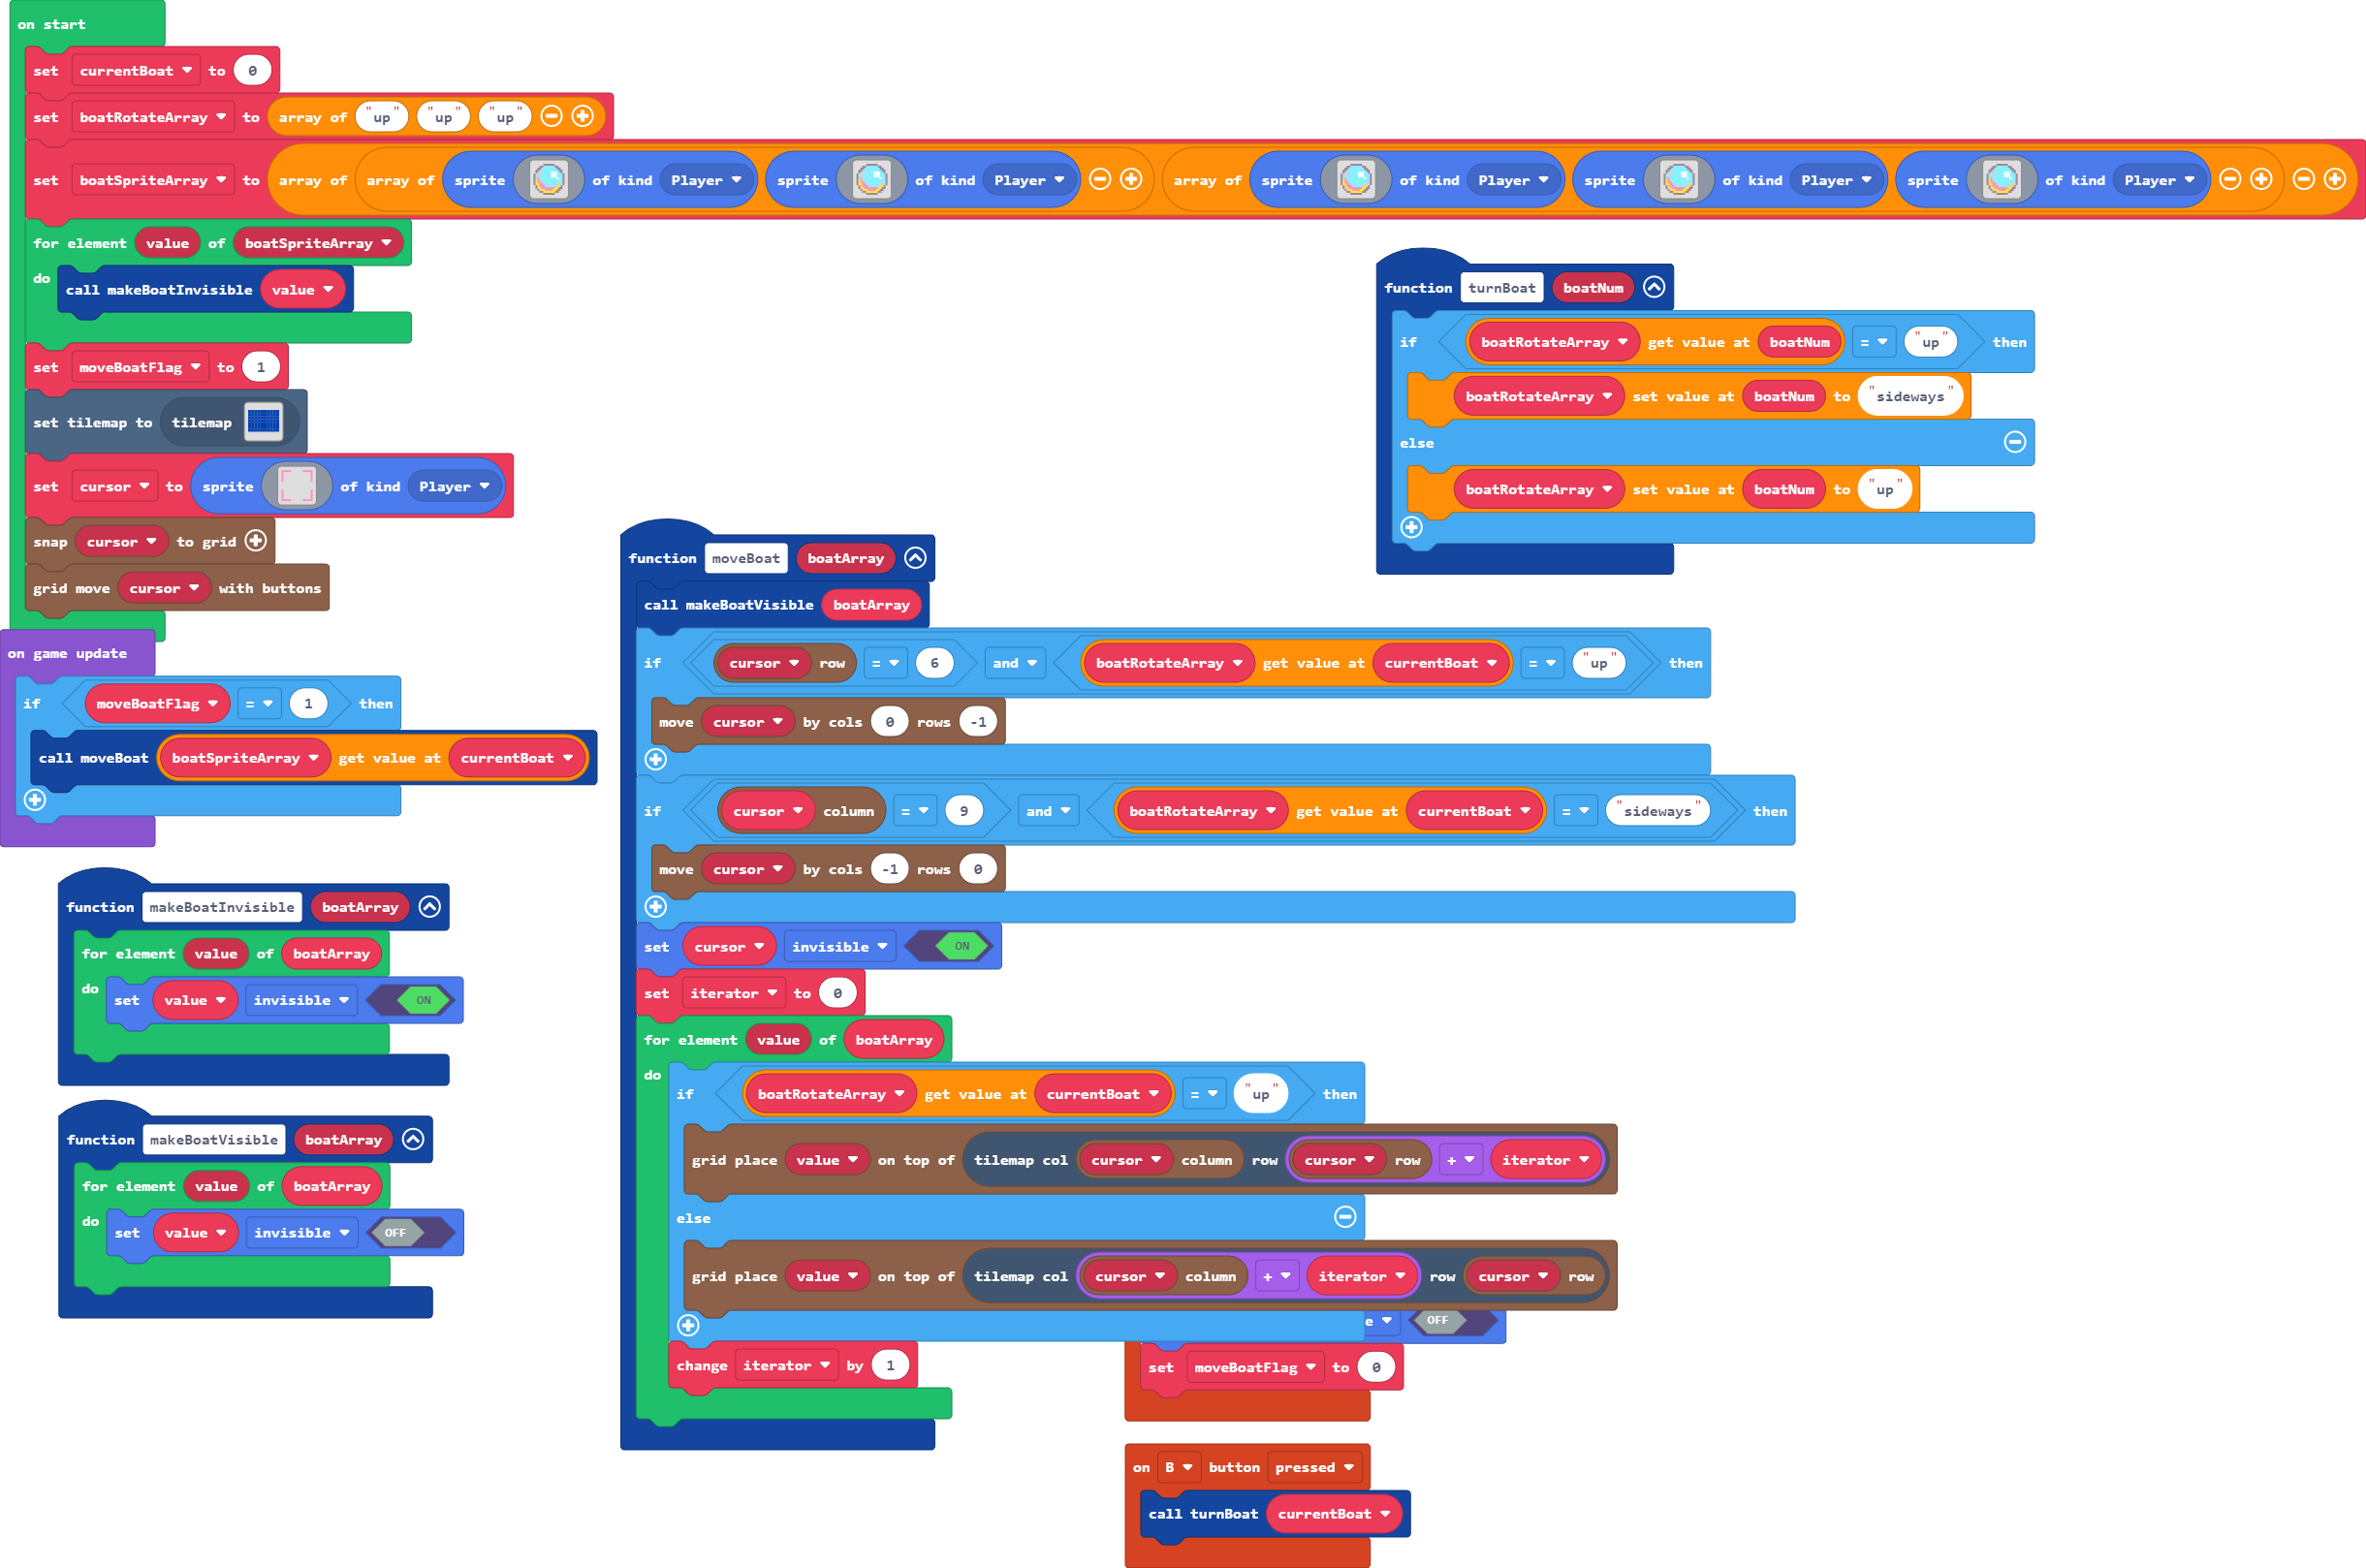 on start
set currentBoat to 0
set boatRotateArray to array of "up" "up" "up"
set boatSpriteArray to array of array of sprite of kind Player sprite of kind Player array of sprite of kind Player sprite of kind Player sprite of kind Player
for element value of boatSpriteArray
do call makeBoatInvisible value
set moveBoatFlag to 1
set tilemap to tilemap
set cursor to sprite of kind Player
snap cursor to grid
grid move cursor with buttons
on game update
if moveBoatFlag = 1 then
call moveBoat boatSpriteArray get value at currentBoat
function makeBoatInvisible boatArray
for element value of boatArray
do set value invisible ON
function makeBoatVisible boatArray
for element value of boatArray
do set value invisible OFF
function moveBoat boatArray
call makeBoatVisible boatArray
if cursor row = 6 and boatRotateArray get value at currentBoat = "up" then
move cursor by cols 0 rows -1
if cursor column = 9 and boatRotateArray get value at currentBoat = "sideways" then
move cursor by cols -1 rows 0
set cursor invisible ON
set iterator to 0
for element value of boatArray
do if boatRotateArray get value at currentBoat = "up" then
grid place value on top of tilemap col cursor column row cursor row + iterator
else
grid place value on top of tilemap col cursor column + iterator row cursor row
change iterator by 1
function turnBoat boatNum
if boatRotateArray get value at boatNum = "up" then
boatRotateArray set value at boatNum to "sideways"
else
boatRotateArray set value at boatNum to "up"
e OFF
set moveBoatFlag to 0
on B button pressed
call turnBoat currentBoat